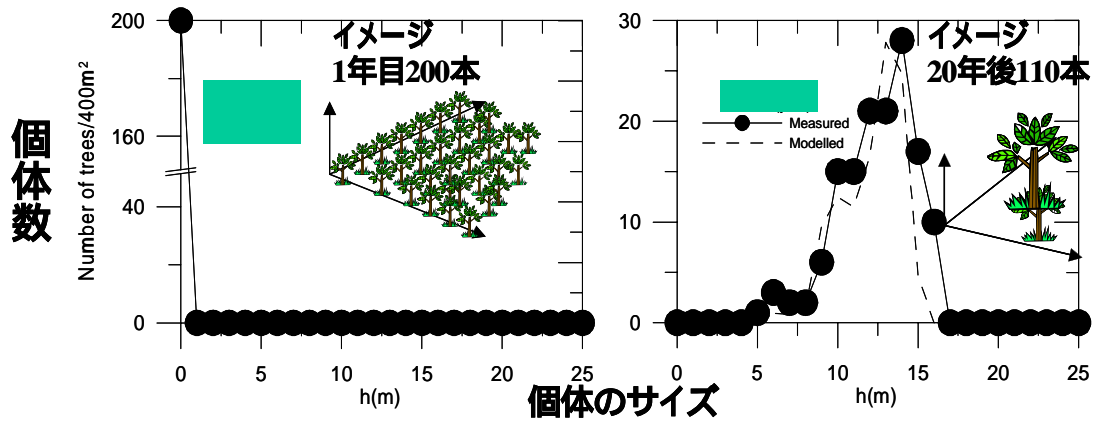 個体数
Number of trees/400m²
200
160
40
0
0 5 10 15 20 25
h(m)
イメージ
1年目200本
30
20
10
0
0 5 10 15 20 25
h(m)
イメージ
20年後110本
Measured
Modelled
個体のサイズ